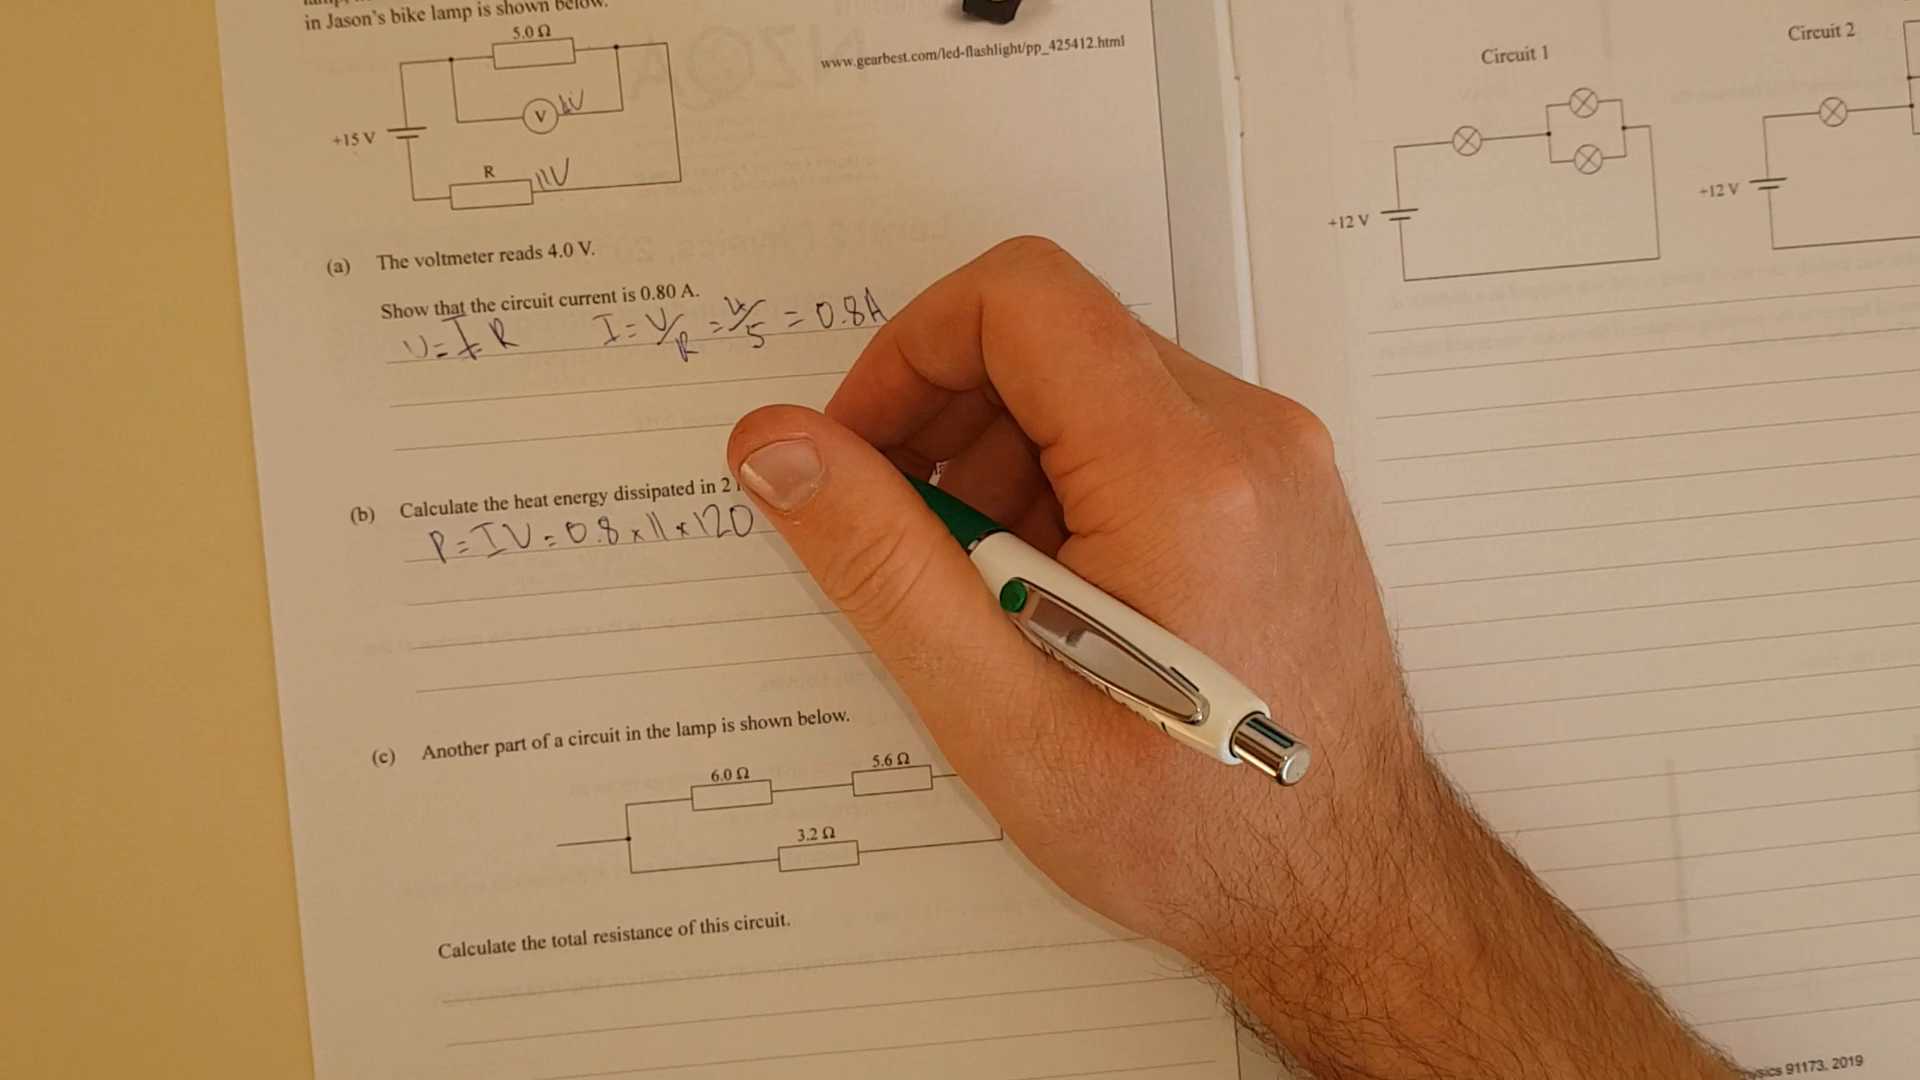 in Jason's bike lamp is shown below.
5.0 Ω
www.gearbest.com/led-flashlight/pp_425412.html
V 4V
+15 V
R 11V
(a) The voltmeter reads 4.0 V.
Show that the circuit current is 0.80 A.
V=IR I=V/R =4/5 = 0.8A
(b) Calculate the heat energy dissipated in 2
P=IV=0.8×11×120
(c) Another part of a circuit in the lamp is shown below.
6.0 Ω
5.6 Ω
3.2 Ω
Calculate the total resistance of this circuit.
Circuit 1
+12 V
Circuit 2
+12 V
91173, 2019